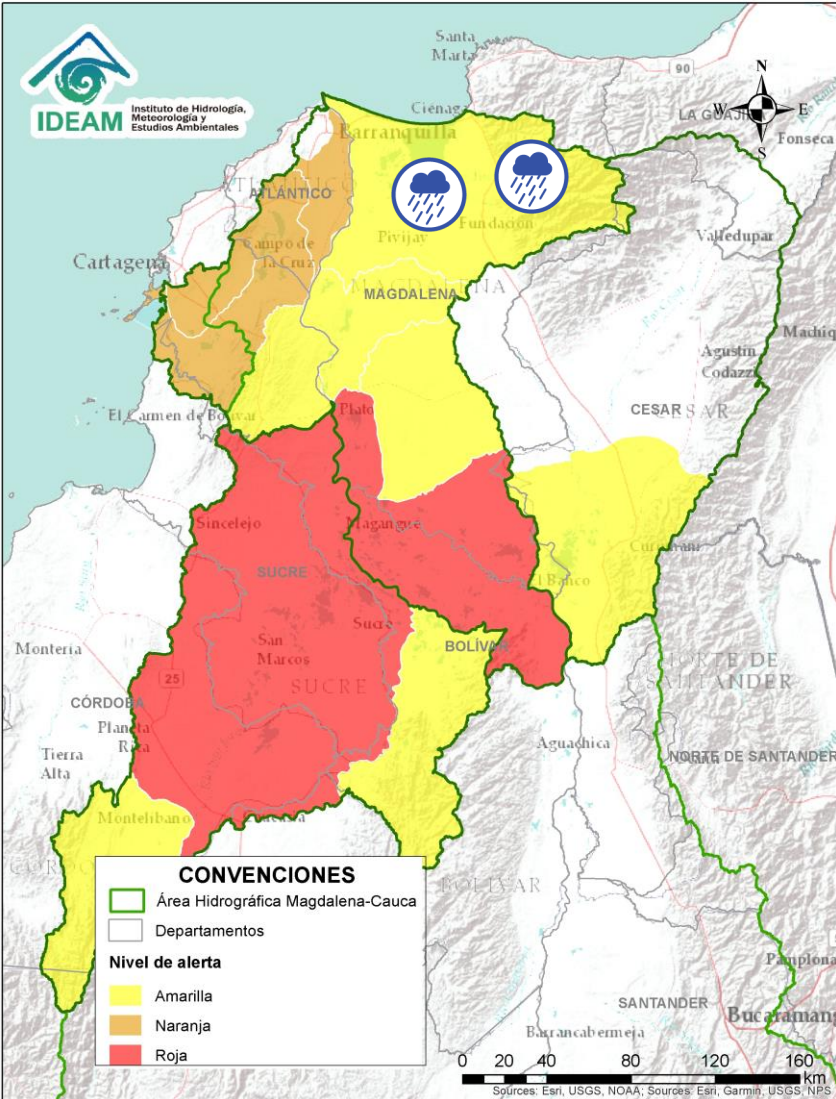 IDEAM
Instituto de Hidrología,
Meteorología y
Estudios Ambientales
Santa
Marta
90
N
W
E
S
Ciénaga
LA GUAJIRA
Fonseca
Barranquilla
ATLÁNTICO
Pivijay
Fundación
Valledupar
Campo de
la Cruz
Cartagena
MAGDALENA
MAGDALENA
Agustín
Codazzi
El Carmen de Bolívar
Plato
CESAR
CESAR
Sincelejo
Magangué
SUCRE
Curumaní
El Banco
Sucre
BOLÍVAR
San
Marcos
SUCRE
Montería
25
NORTE DE
SANTANDER
CÓRDOBA
Planeta
Rica
Aguachica
Tierra
Alta
NORTE DE SANTANDER
Montelíbano
BOLÍVAR
CONVENCIONES
Área Hidrográfica Magdalena-Cauca
Departamentos
Nivel de alerta
Amarilla
Naranja
Roja
Pamplona
SANTANDER
Bucaramang
Barrancabermeja
0 20 40 80 120 160
km
Sources: Esri, USGS, NOAA; Sources: Esri, Garmin, USGS, NPS